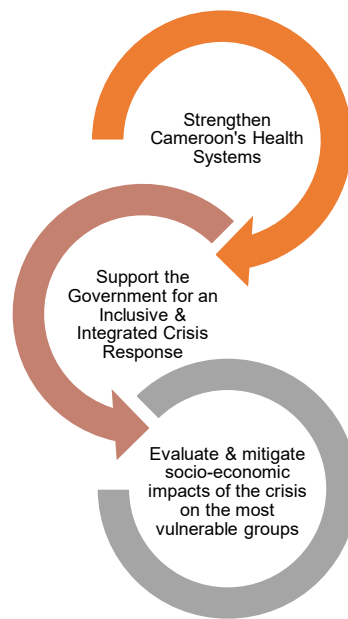 Strengthen
Cameroon's Health
Systems
Support the
Government for an
Inclusive &
Integrated Crisis
Response
Evaluate & mitigate
socio-economic
impacts of the crisis
on the most
vulnerable groups